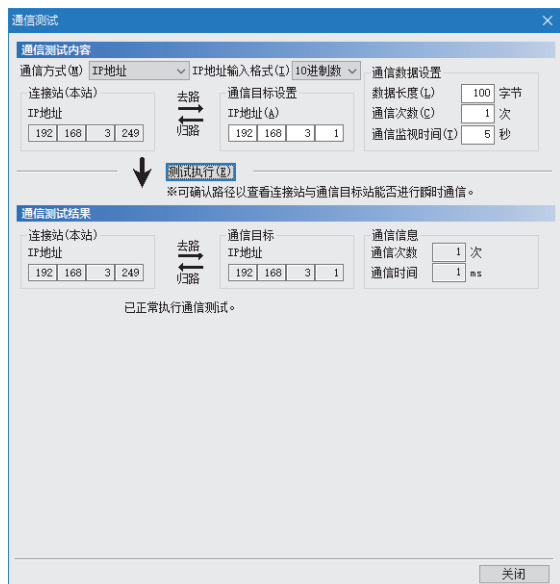 通信测试
通信测试内容
通信方式(M) IP地址 IP地址输入格式(I) 10进制数
连接站(本站)
IP地址
192 168 3 249
去路
归路
通信目标设置
IP地址(A)
192 168 3 1
通信数据设置
数据长度(L) 100 字节
通信次数(C) 1 次
通信监视时间(T) 5 秒
测试执行(E)
※可确认路径以查看连接站与通信目标站能否进行瞬时通信。
通信测试结果
连接站(本站)
IP地址
192 168 3 249
去路
归路
通信目标
IP地址
192 168 3 1
通信信息
通信次数 1 次
通信时间 1 ms
已正常执行通信测试。
关闭